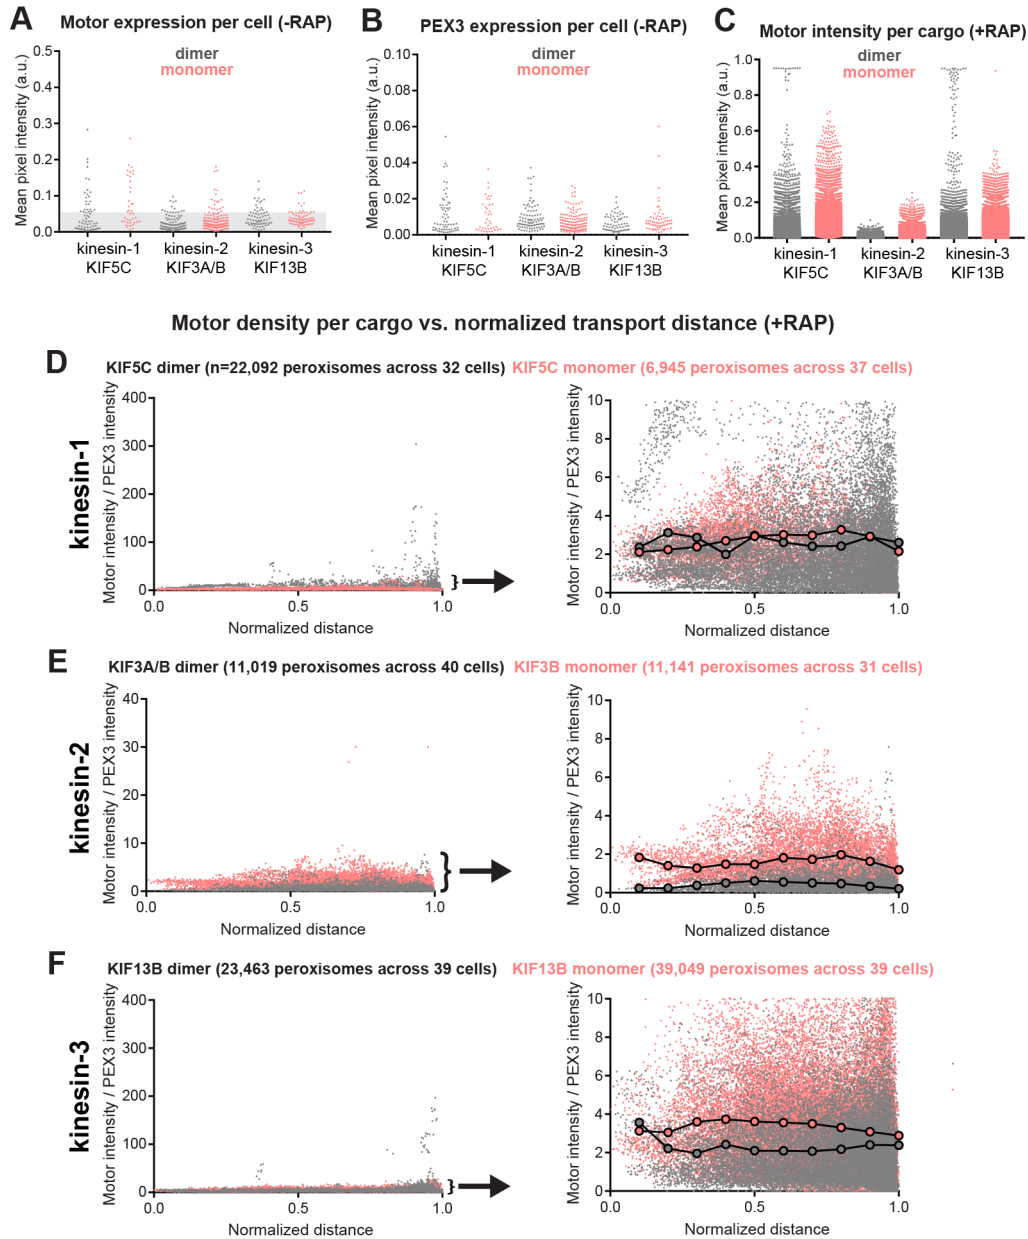 A
Motor expression per cell (-RAP)
dimer
monomer
Mean pixel intensity (a.u.)
0.5
0.4
0.3
0.2
0.1
0.0
kinesin-1
KIF5C
kinesin-2
KIF3A/B
kinesin-3
KIF13B
B
PEX3 expression per cell (-RAP)
dimer
monomer
Mean pixel intensity (a.u.)
0.10
0.08
0.06
0.04
0.02
0.00
kinesin-1
KIF5C
kinesin-2
KIF3A/B
kinesin-3
KIF13B
C
Motor intensity per cargo (+RAP)
dimer
monomer
Mean pixel intensity (a.u.)
1.0
0.8
0.6
0.4
0.2
0.0
kinesin-1
KIF5C
kinesin-2
KIF3A/B
kinesin-3
KIF13B
Motor density per cargo vs. normalized transport distance (+RAP)
D
KIF5C dimer (n=22,092 peroxisomes across 32 cells) KIF5C monomer (6,945 peroxisomes across 37 cells)
kinesin-1
Motor intensity / PEX3 intensity
400
300
200
100
0
0.0 0.5 1.0
Normalized distance
Motor intensity / PEX3 intensity
10
8
6
4
2
0
0.0 0.5 1.0
Normalized distance
E
KIF3A/B dimer (11,019 peroxisomes across 40 cells) KIF3B monomer (11,141 peroxisomes across 31 cells)
kinesin-2
Motor intensity / PEX3 intensity
40
30
20
10
0
0.0 0.5 1.0
Normalized distance
Motor intensity / PEX3 intensity
10
8
6
4
2
0
0.0 0.5 1.0
Normalized distance
F
KIF13B dimer (23,463 peroxisomes across 39 cells) KIF13B monomer (39,049 peroxisomes across 39 cells)
kinesin-3
Motor intensity / PEX3 intensity
400
300
200
100
0
0.0 0.5 1.0
Normalized distance
Motor intensity / PEX3 intensity
10
8
6
4
2
0
0.0 0.5 1.0
Normalized distance